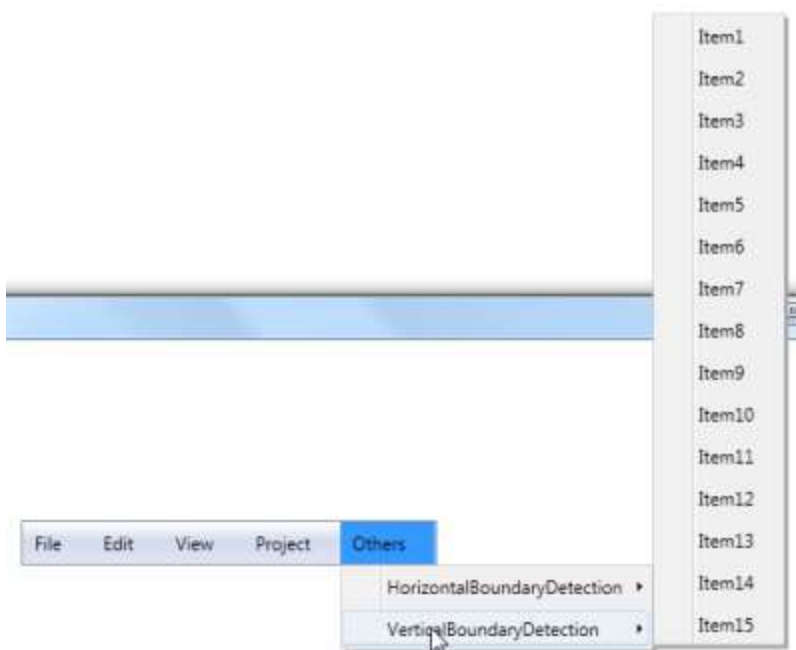 Item1
Item2
Item3
Item4
Item5
Item6
Item7
Item8
Item9
Item10
Item11
Item12
Item13
Item14
Item15
File Edit View Project Others
HorizontalBoundaryDetection
VerticalBoundaryDetection